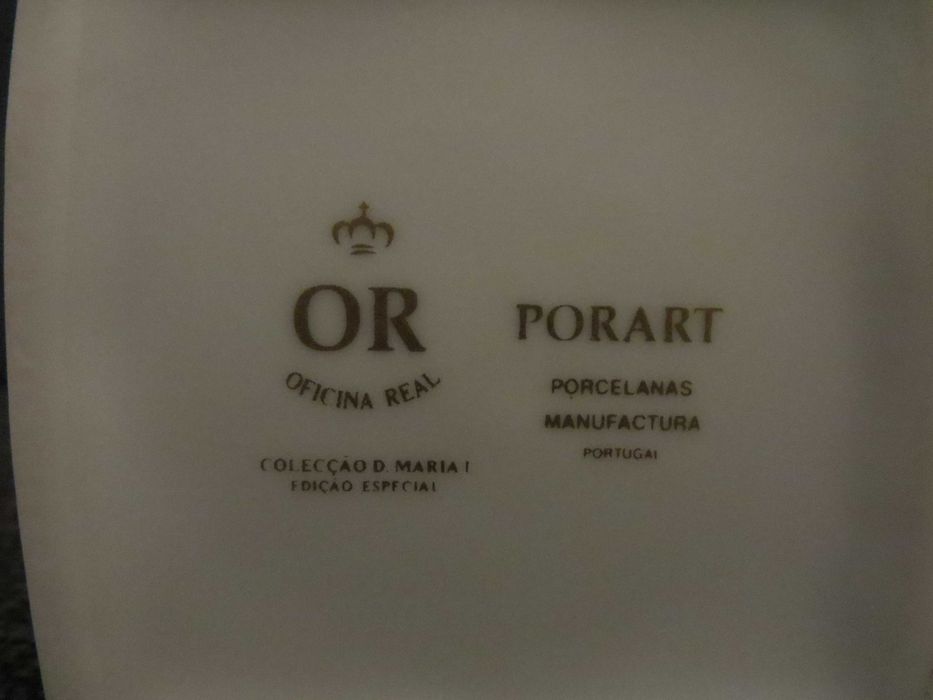 OR
OFICINA REAL
COLECÇÃO D. MARIA I
EDIÇÃO ESPECIAL
PORART
PORCELANAS
MANUFACTURA
PORTUGAL